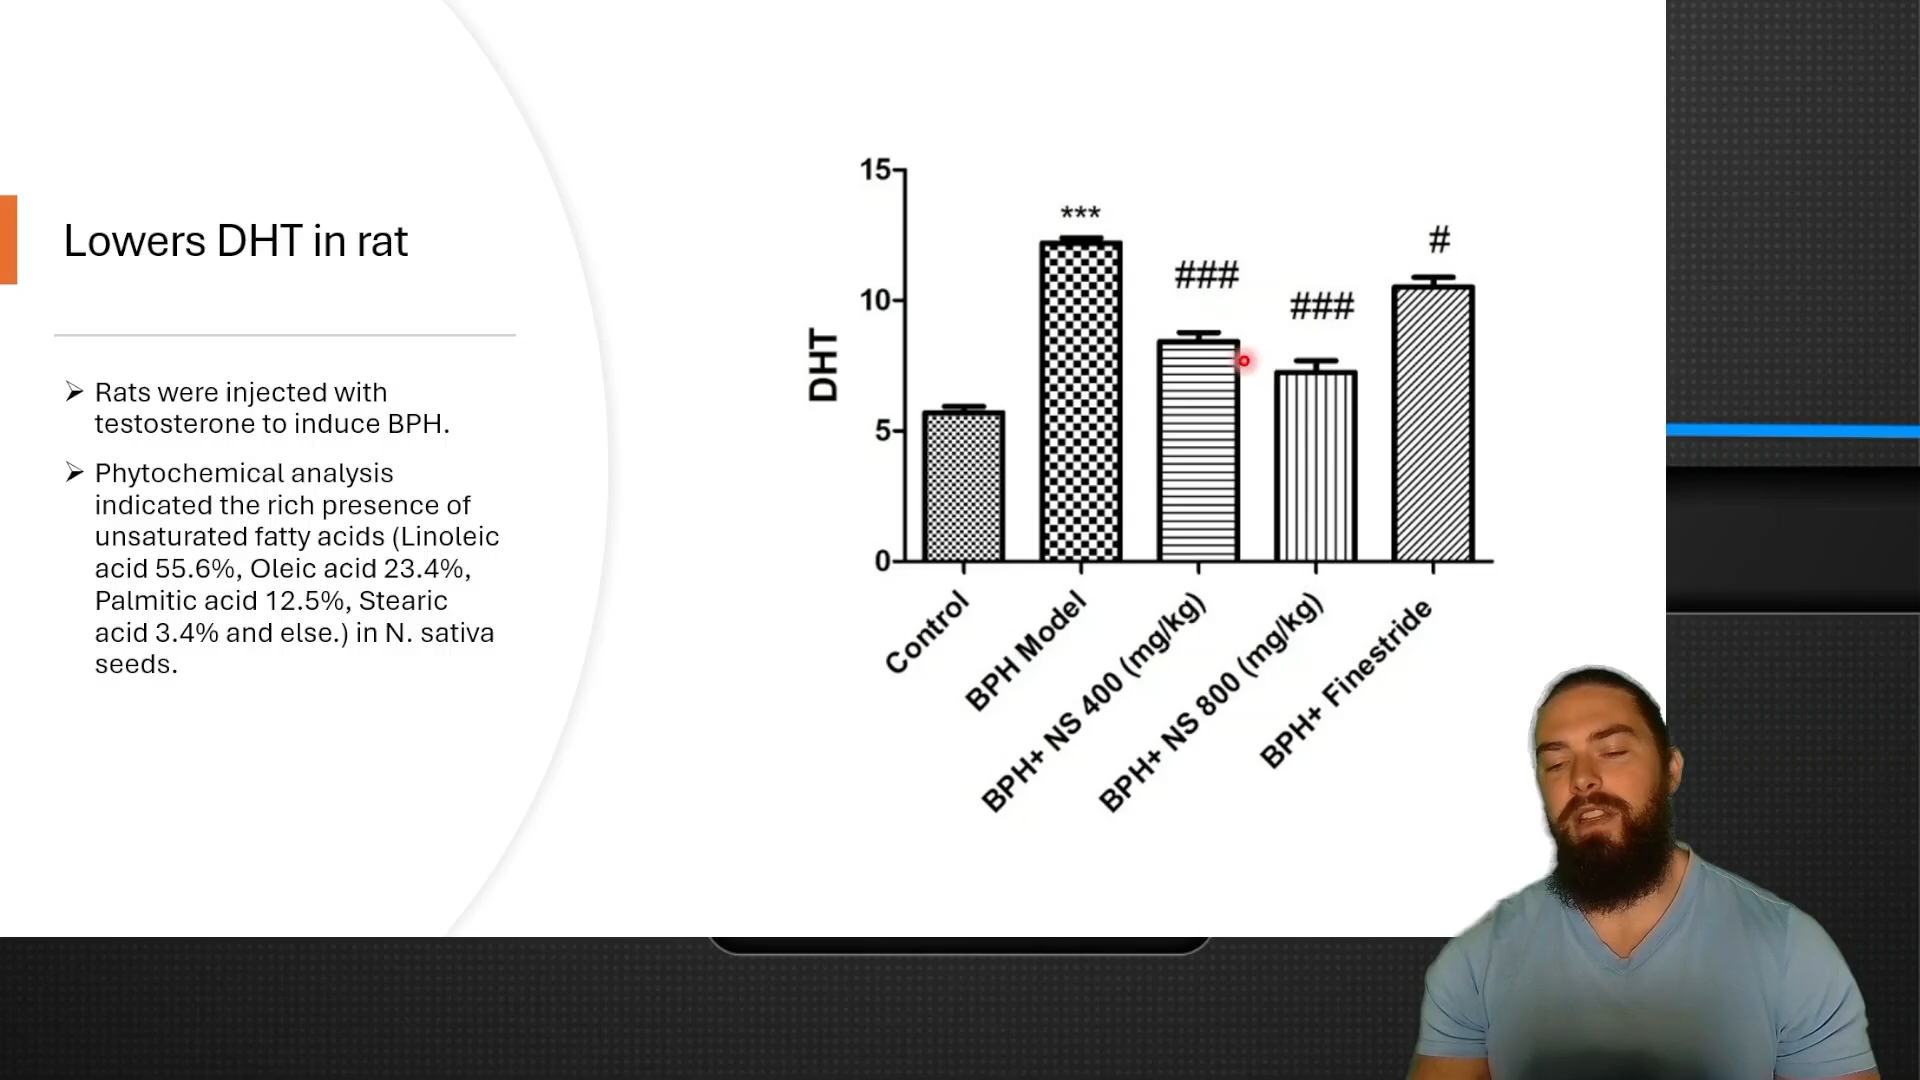 Lowers DHT in rat
➢ Rats were injected with
testosterone to induce BPH.
➢ Phytochemical analysis
indicated the rich presence of
unsaturated fatty acids (Linoleic
acid 55.6%, Oleic acid 23.4%,
Palmitic acid 12.5%, Stearic
acid 3.4% and else.) in N. sativa
seeds.
DHT
15
10
5
0
***
###
###
#
Control
BPH Model
BPH+ NS 400 (mg/kg)
BPH+ NS 800 (mg/kg)
BPH+ Finestride